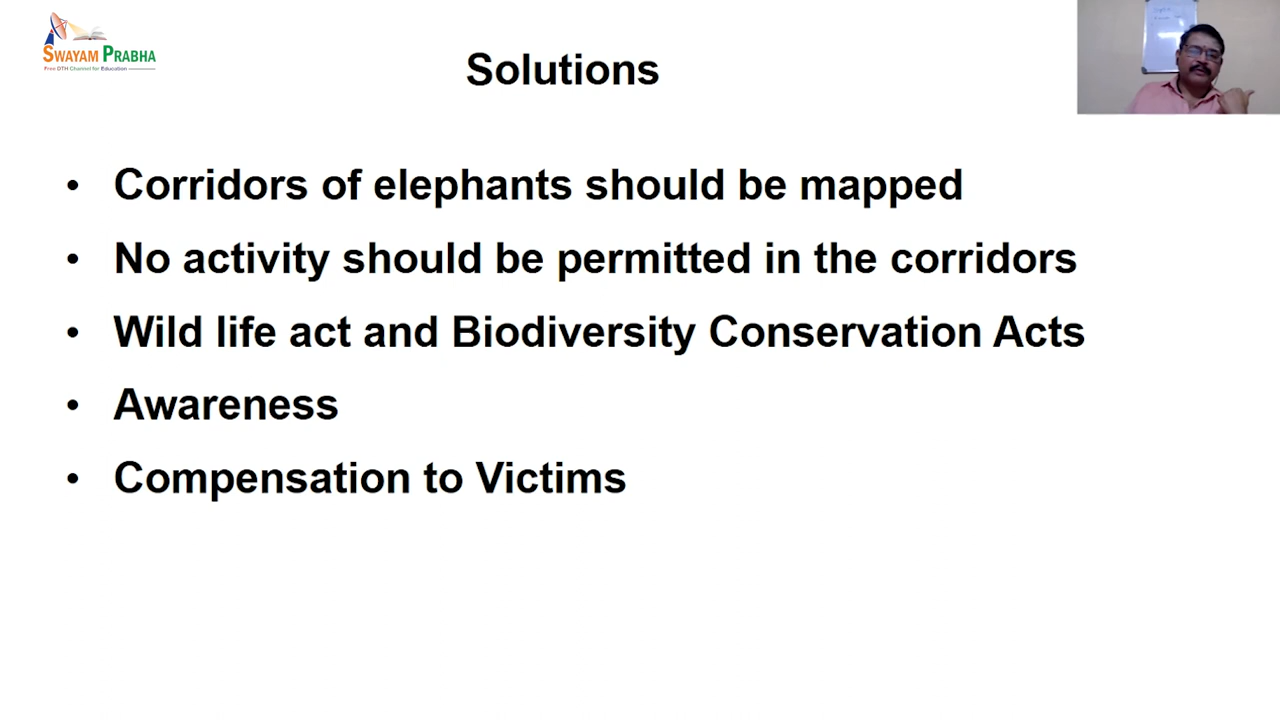 SWAYAM PRABHA
Free DTH Channel for Education
Solutions
• Corridors of elephants should be mapped
• No activity should be permitted in the corridors
• Wild life act and Biodiversity Conservation Acts
• Awareness
• Compensation to Victims